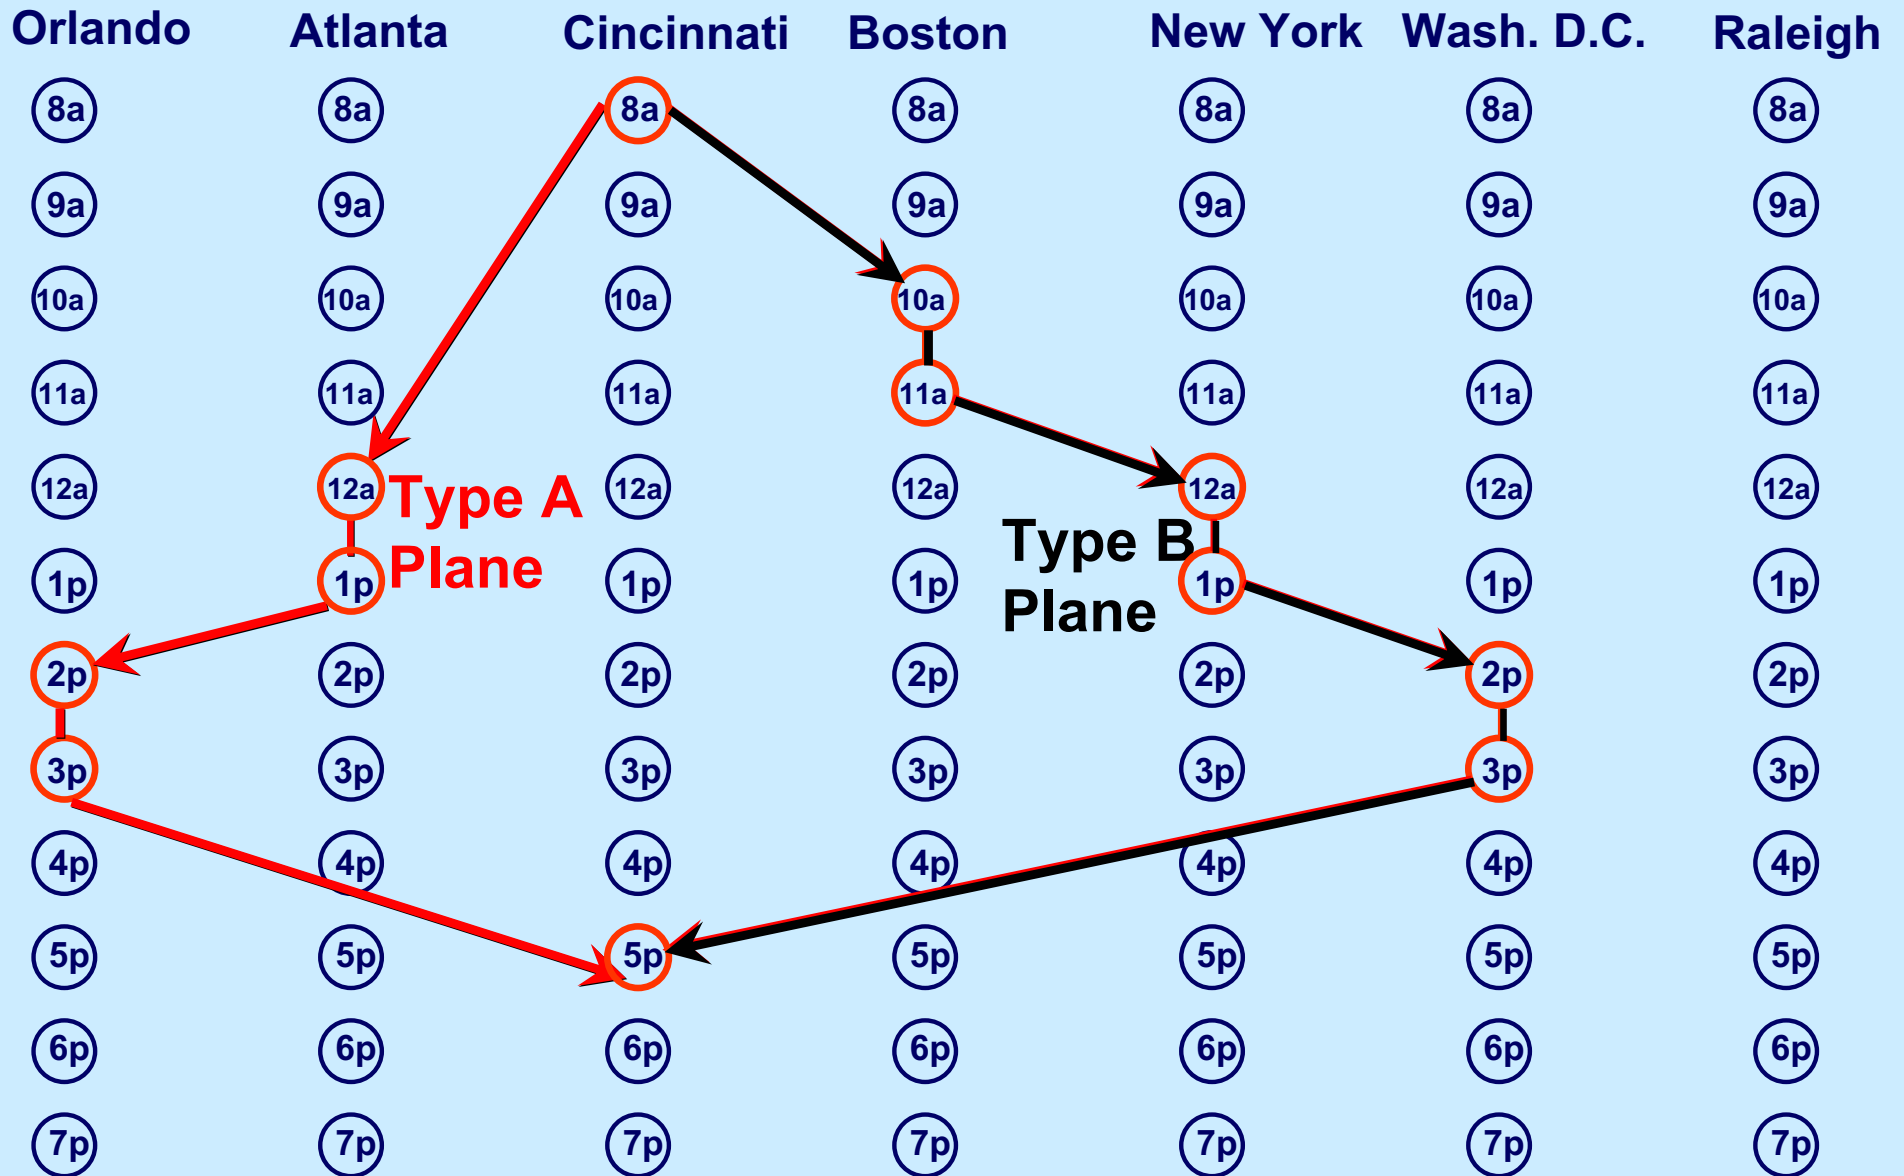 Orlando Atlanta Cincinnati Boston New York Wash. D.C. Raleigh
8a 8a 8a 8a 8a 8a 8a
9a 9a 9a 9a 9a 9a 9a
10a 10a 10a 10a 10a 10a 10a
11a 11a 11a 11a 11a 11a 11a
12a 12a 12a 12a 12a 12a 12a
Type A
Plane
Type B
Plane
1p 1p 1p 1p 1p 1p 1p
2p 2p 2p 2p 2p 2p 2p
3p 3p 3p 3p 3p 3p 3p
4p 4p 4p 4p 4p 4p 4p
5p 5p 5p 5p 5p 5p 5p
6p 6p 6p 6p 6p 6p 6p
7p 7p 7p 7p 7p 7p 7p